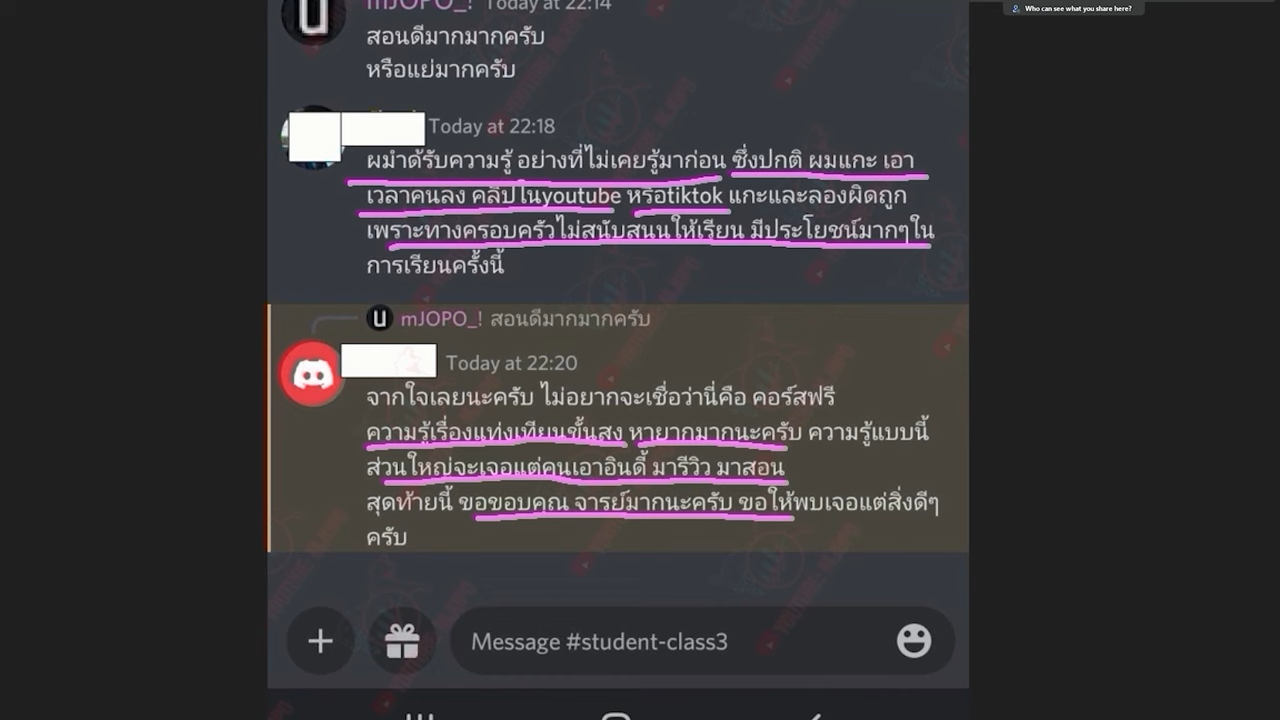 Who can see what you share here?
mJOPO_! Today at 22:14
สอนดีมากมากครับ
หรือแย่มากครับ
Today at 22:18
ผมำด้รับความรู้ อย่างที่ไม่เคยรู้มาก่อน ซึ่งปกติ ผมแกะ เอา
เวลาคนลง คลิปในyoutube หรือtiktok แกะและลองผิดถูก
เพราะทางครอบครัวไม่สนับสนุนให้เรียน มีประโยชน์มากๆใน
การเรียนครั้งนี้
mJOPO_! สอนดีมากมากครับ
Today at 22:20
จากใจเลยนะครับ ไม่อยากจะเชื่อว่านี่คือ คอร์สฟรี
ความรู้เรื่องแท่งเทียนขั้นสูง หายากมากนะครับ ความรู้แบบนี้
ส่วนใหญ่จะเจอแต่คนเอาอินดี้ มารีวิว มาสอน
สุดท้ายนี้ ขอขอบคุณ จารย์มากนะครับ ขอให้พบเจอแต่สิ่งดีๆ
ครับ
Message #student-class3